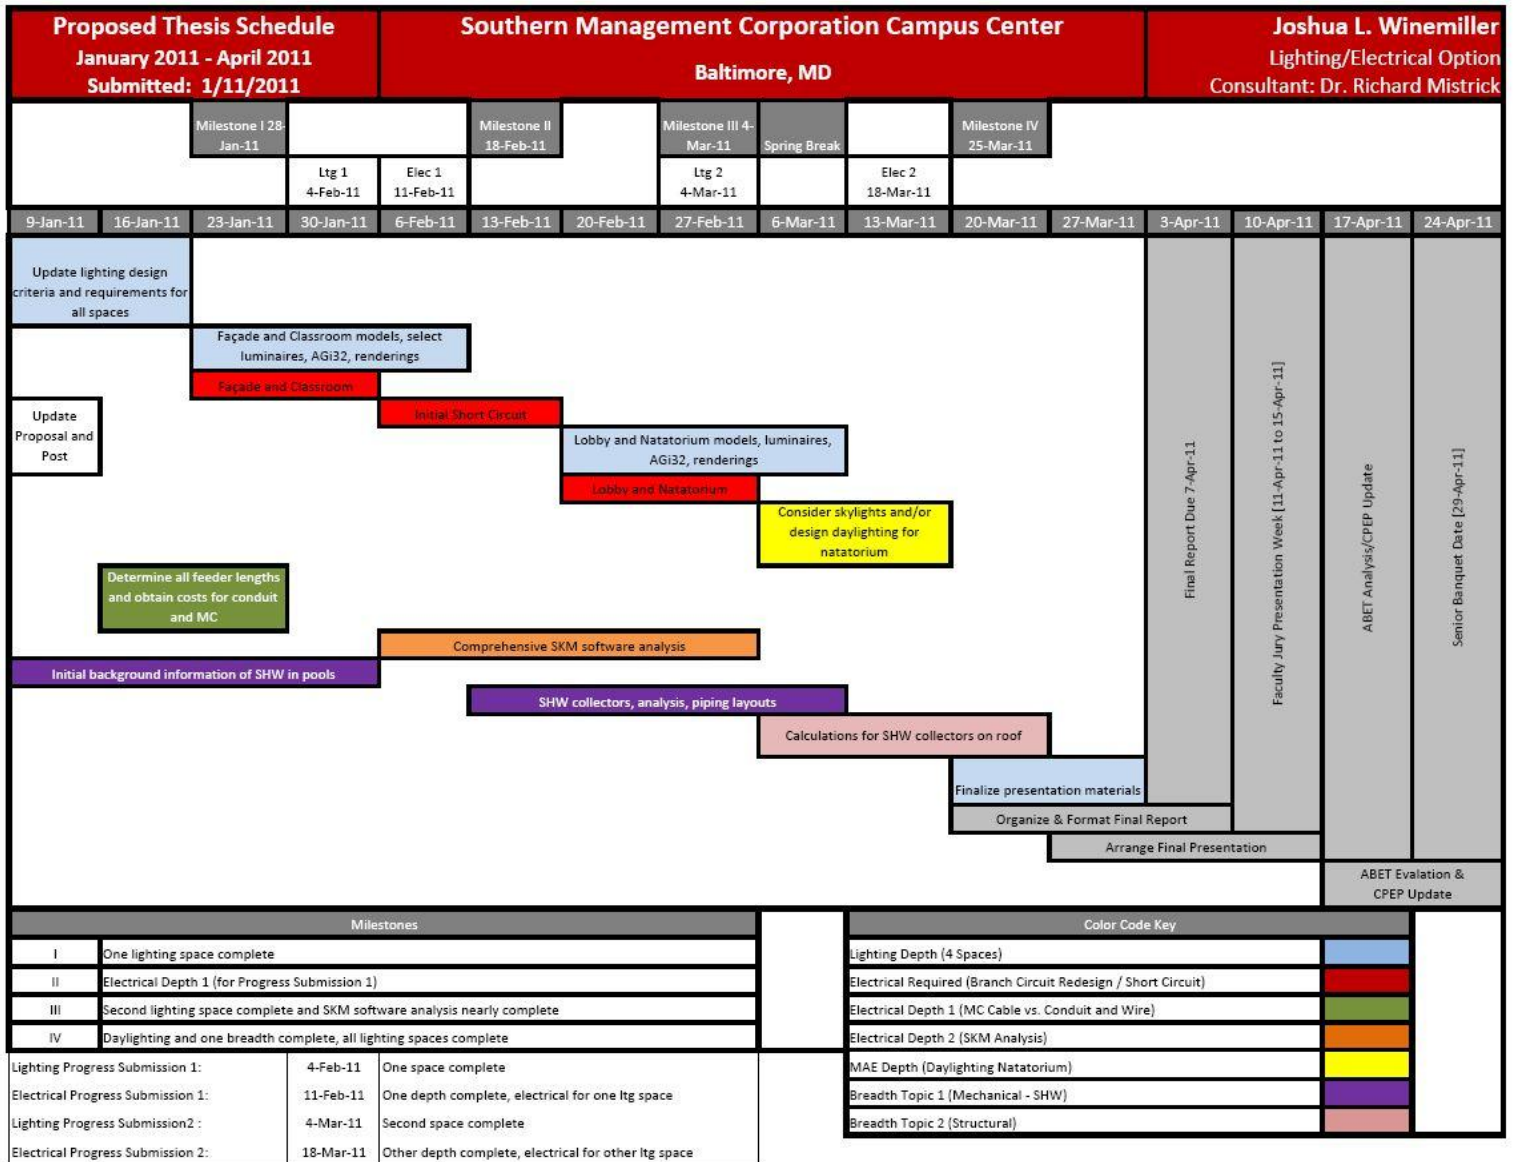 Proposed Thesis Schedule
January 2011 - April 2011
Submitted: 1/11/2011
Southern Management Corporation Campus Center
Baltimore, MD
Joshua L. Winemiller
Lighting/Electrical Option
Consultant: Dr. Richard Mistrick
Milestone I 28-
Jan-11
Milestone II
18-Feb-11
Milestone III 4-
Mar-11
Spring Break
Milestone IV
25-Mar-11
Ltg 1
4-Feb-11
Elec 1
11-Feb-11
Ltg 2
4-Mar-11
Elec 2
18-Mar-11
9-Jan-11 16-Jan-11 23-Jan-11 30-Jan-11 6-Feb-11 13-Feb-11 20-Feb-11 27-Feb-11 6-Mar-11 13-Mar-11 20-Mar-11 27-Mar-11 3-Apr-11 10-Apr-11 17-Apr-11 24-Apr-11
Update lighting design
criteria and requirements for
all spaces
Façade and Classroom models, select
luminaires, AGi32, renderings
Façade and Classroom
Update
Proposal and
Post
Initial Short Circuit
Lobby and Natatorium models, luminaires,
AGi32, renderings
Lobby and Natatorium
Consider skylights and/or
design daylighting for
natatorium
Determine all feeder lengths
and obtain costs for conduit
and MC
Comprehensive SKM software analysis
Initial background information of SHW in pools
SHW collectors, analysis, piping layouts
Calculations for SHW collectors on roof
Finalize presentation materials
Organize & Format Final Report
Arrange Final Presentation
ABET Evalation &
CPEP Update
Final Report Due 7-Apr-11
Faculty Jury Presentation Week [11-Apr-11 to 15-Apr-11]
ABET Analysis/CPEP Update
Senior Banquet Date [29-Apr-11]
Milestones
I One lighting space complete
II Electrical Depth 1 (for Progress Submission 1)
III Second lighting space complete and SKM software analysis nearly complete
IV Daylighting and one breadth complete, all lighting spaces complete
Lighting Progress Submission 1: 4-Feb-11 One space complete
Electrical Progress Submission 1: 11-Feb-11 One depth complete, electrical for one ltg space
Lighting Progress Submission2 : 4-Mar-11 Second space complete
Electrical Progress Submission 2: 18-Mar-11 Other depth complete, electrical for other ltg space
Color Code Key
Lighting Depth (4 Spaces)
Electrical Required (Branch Circuit Redesign / Short Circuit)
Electrical Depth 1 (MC Cable vs. Conduit and Wire)
Electrical Depth 2 (SKM Analysis)
MAE Depth (Daylighting Natatorium)
Breadth Topic 1 (Mechanical - SHW)
Breadth Topic 2 (Structural)